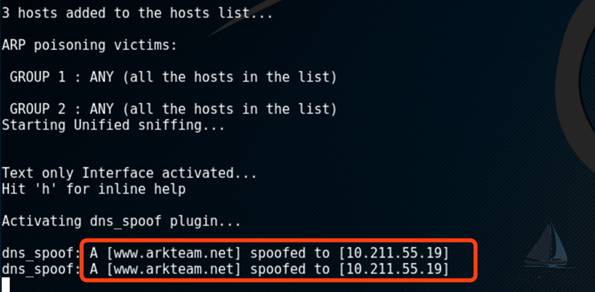 3 hosts added to the hosts list...
ARP poisoning victims:
GROUP 1 : ANY (all the hosts in the list)
GROUP 2 : ANY (all the hosts in the list)
Starting Unified sniffing...
Text only Interface activated...
Hit 'h' for inline help
Activating dns_spoof plugin...
dns_spoof: A [www.arkteam.net] spoofed to [10.211.55.19]
dns_spoof: A [www.arkteam.net] spoofed to [10.211.55.19]